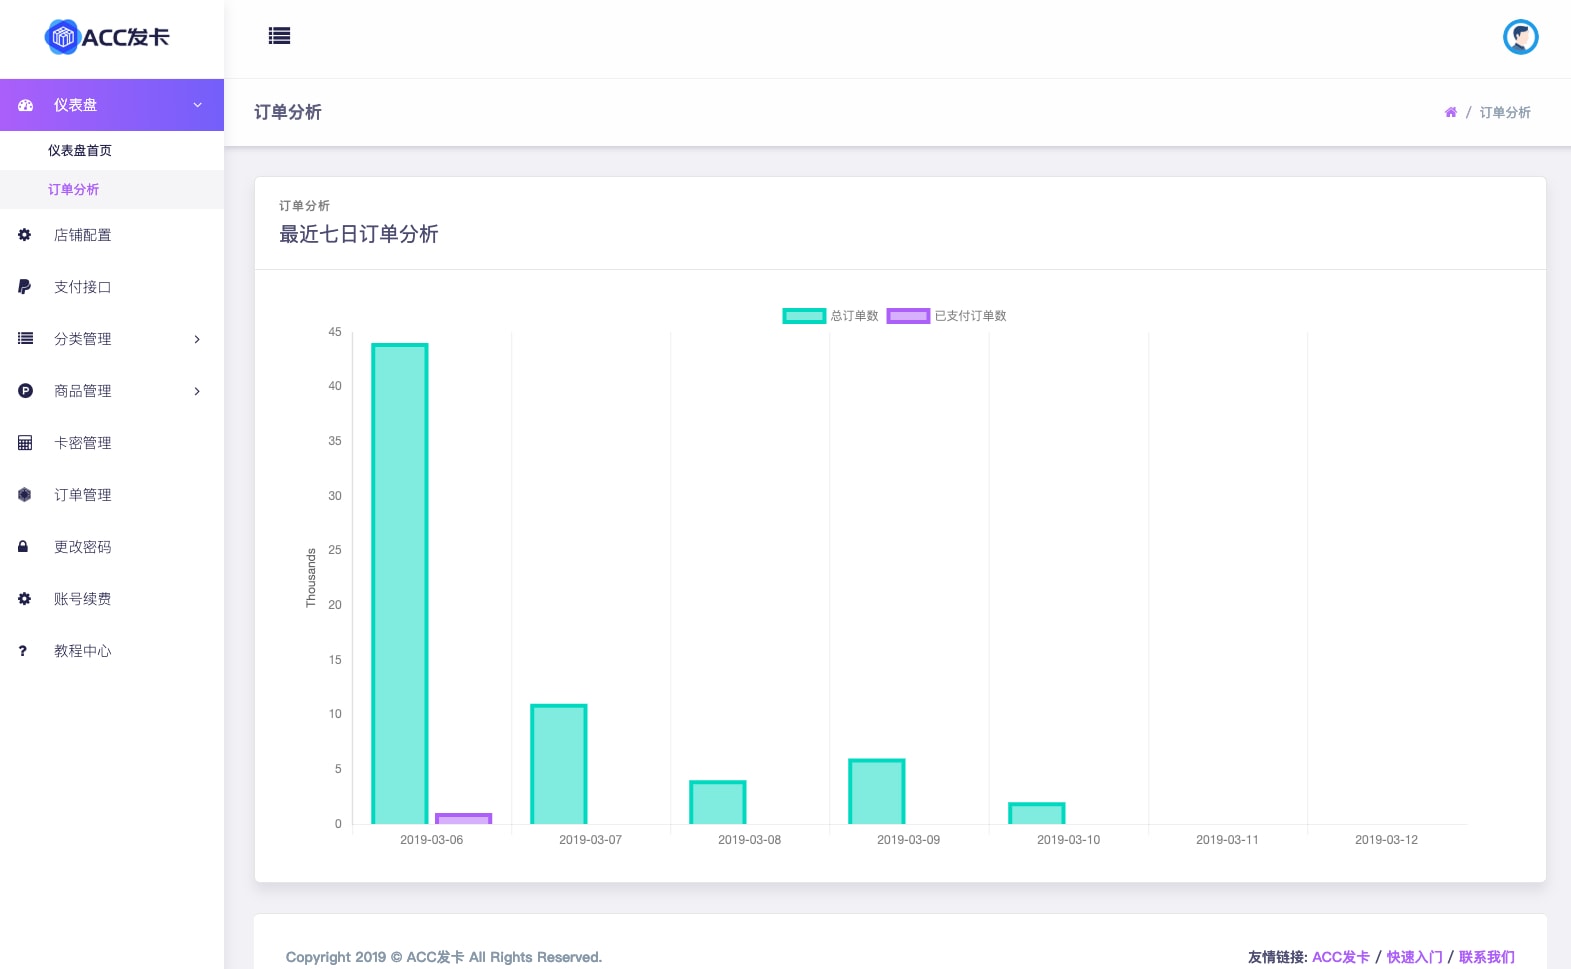 ACC发卡
仪表盘
仪表盘首页
订单分析
店铺配置
支付接口
分类管理
商品管理
卡密管理
订单管理
更改密码
账号续费
教程中心
订单分析
/ 订单分析
订单分析
最近七日订单分析
总订单数 已支付订单数
Thousands
45
40
35
30
25
20
15
10
5
0
2019-03-06 2019-03-07 2019-03-08 2019-03-09 2019-03-10 2019-03-11 2019-03-12
Copyright 2019 © ACC发卡 All Rights Reserved.
友情链接: ACC发卡 / 快速入门 / 联系我们